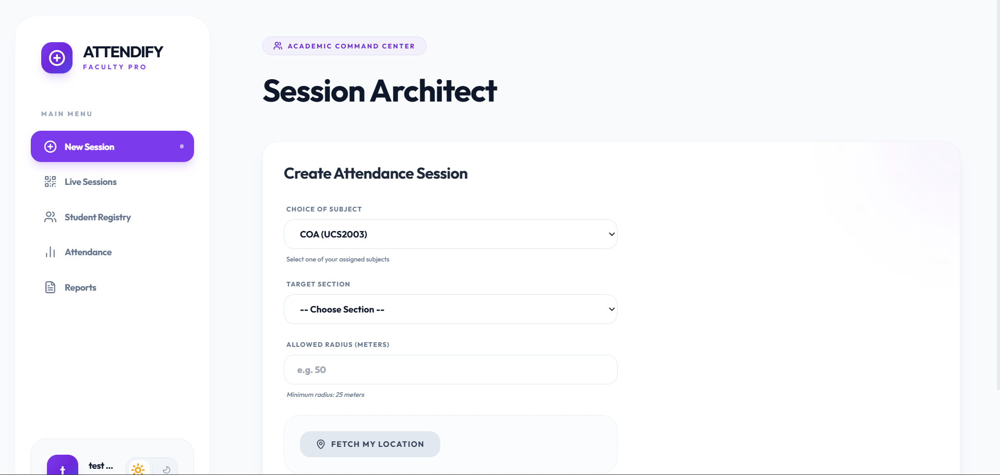 ATTENDIFY
FACULTY PRO
MAIN MENU
New Session
Live Sessions
Student Registry
Attendance
Reports
t
test ...
ACADEMIC COMMAND CENTER
Session Architect
Create Attendance Session
CHOICE OF SUBJECT
COA (UCS2003)
Select one of your assigned subjects
TARGET SECTION
-- Choose Section --
ALLOWED RADIUS (METERS)
e.g. 50
Minimum radius: 25 meters
FETCH MY LOCATION